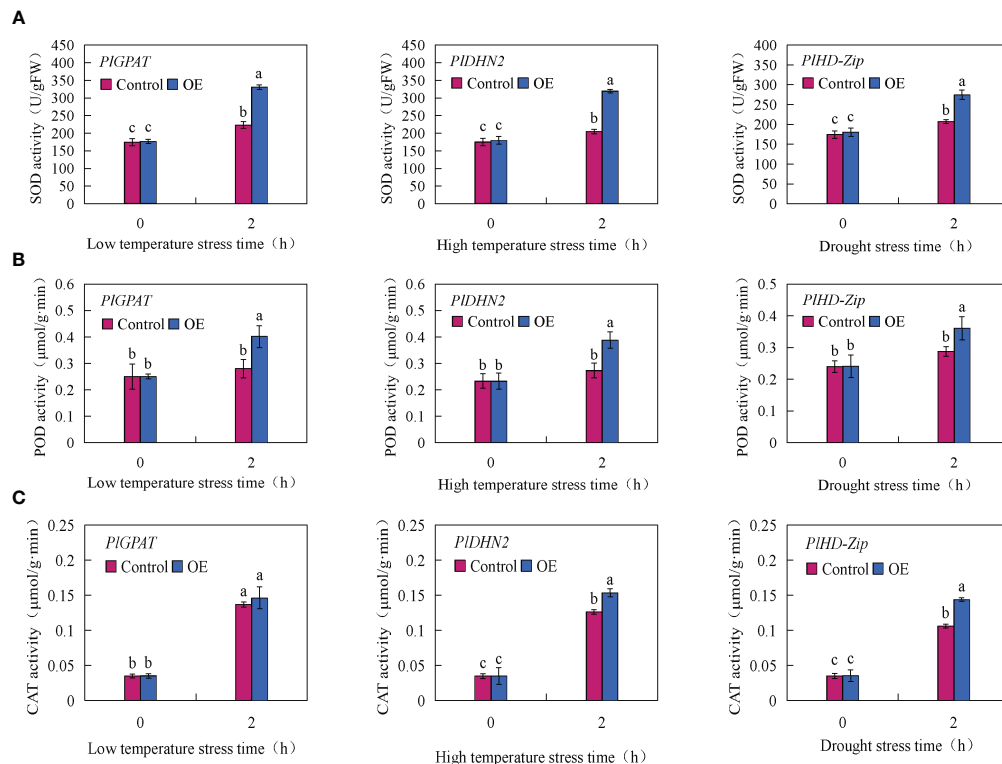 A
SOD activity（U/gFW）
450
400
350
300
250
200
150
100
50
0
PlGPAT
Control OE
c c b a
0 2
Low temperature stress time（h）
SOD activity（U/gFW）
450
400
350
300
250
200
150
100
50
0
PlDHN2
Control OE
c c b a
0 2
High temperature stress time（h）
SOD activity（U/gFW）
400
350
300
250
200
150
100
50
0
PlHD-Zip
Control OE
c c b a
0 2
Drought stress time（h）
B
POD activity（μmol/g·min）
0.6
0.5
0.4
0.3
0.2
0.1
0
PlGPAT
Control OE
b b b a
0 2
Low temperature stress time（h）
POD activity（μmol/g·min）
0.6
0.5
0.4
0.3
0.2
0.1
0
PlDHN2
Control OE
b b b a
0 2
High temperature stress time（h）
POD activity（μmol/g·min）
0.5
0.4
0.3
0.2
0.1
0
PlHD-Zip
Control OE
b b b a
0 2
Drought stress time（h）
C
CAT activity（μmol/g·min）
0.25
0.2
0.15
0.1
0.05
0
PlGPAT
Control OE
b b a a
0 2
Low temperature stress time（h）
CAT activity（μmol/g·min）
0.25
0.2
0.15
0.1
0.05
0
PlDHN2
Control OE
c c b a
0 2
High temperature stress time（h）
CAT activity（μmol/g·min）
0.25
0.2
0.15
0.1
0.05
0
PlHD-Zip
Control OE
c c b a
0 2
Drought stress time（h）